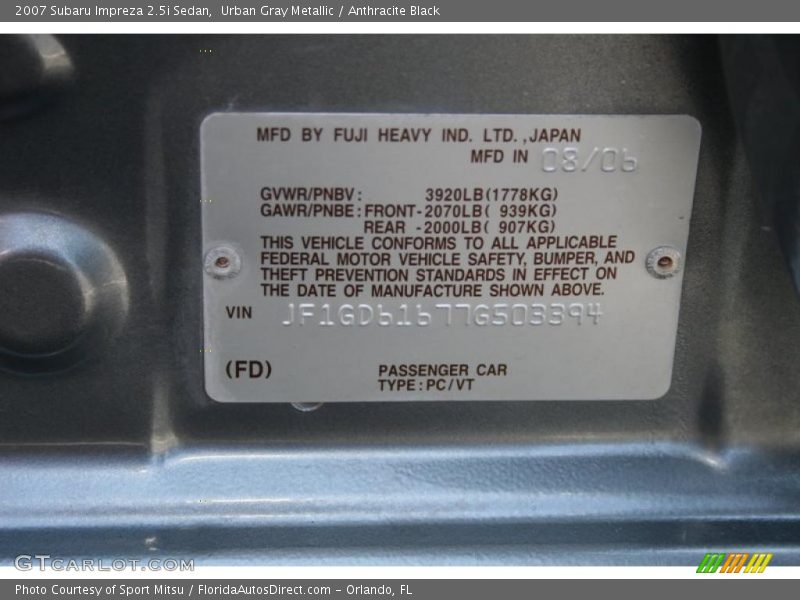 2007 Subaru Impreza 2.5i Sedan,  Urban Gray Metallic / Anthracite Black
MFD BY FUJI HEAVY IND. LTD.,JAPAN
MFD IN 08/06
GVWR/PNBV: 3920LB(1778KG)
GAWR/PNBE:FRONT-2070LB( 939KG)
REAR -2000LB( 907KG)
THIS VEHICLE CONFORMS TO ALL APPLICABLE
FEDERAL MOTOR VEHICLE SAFETY, BUMPER, AND
THEFT PREVENTION STANDARDS IN EFFECT ON
THE DATE OF MANUFACTURE SHOWN ABOVE.
VIN JF1GD61677G503394
(FD) PASSENGER CAR
TYPE:PC/VT
GTcarlot.com
Photo Courtesy of Sport Mitsu / FloridaAutosDirect.com - Orlando, FL